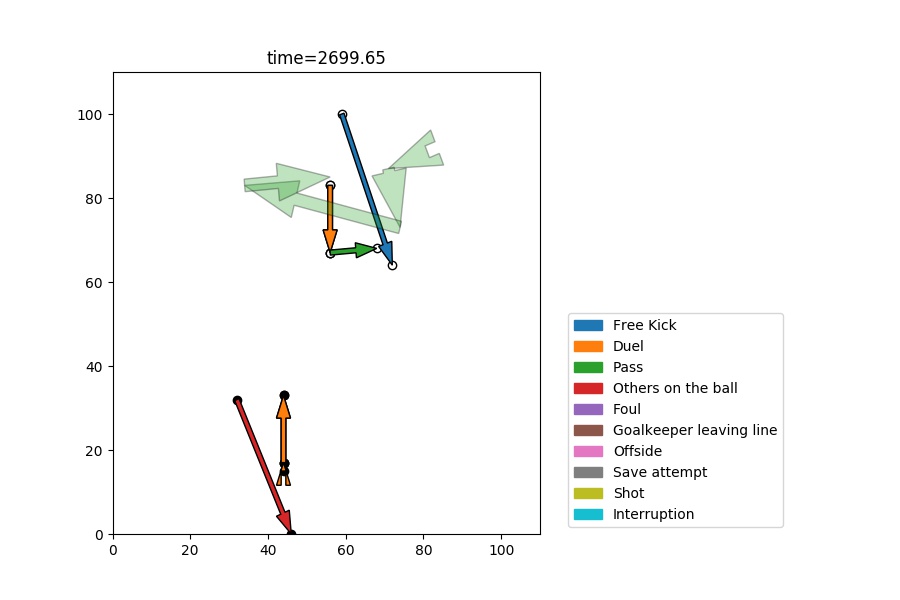 time=2699.65
100
80
60
40
20
0
0 20 40 60 80 100
Free Kick
Duel
Pass
Others on the ball
Foul
Goalkeeper leaving line
Offside
Save attempt
Shot
Interruption